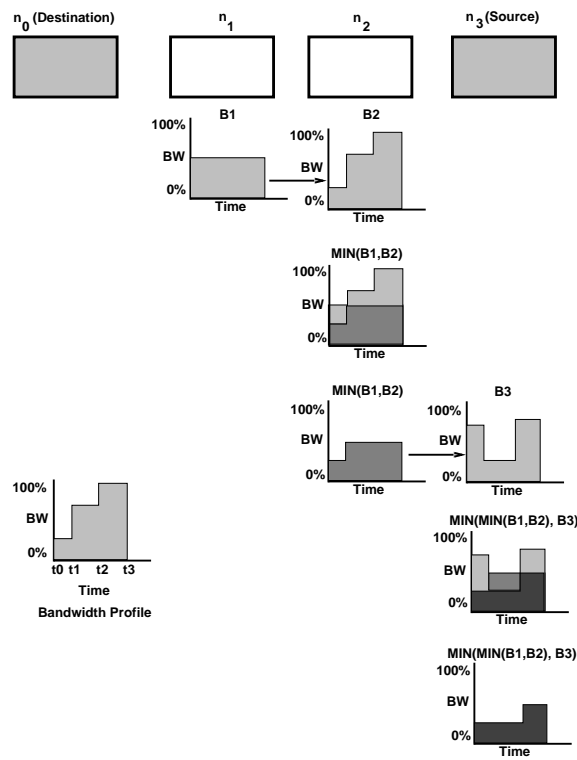 n0 (Destination)
n1
n2
n3 (Source)
B1
100%
BW
0%
Time
B2
100%
BW
0%
Time
MIN(B1,B2)
100%
BW
0%
Time
MIN(B1,B2)
100%
BW
0%
Time
B3
100%
BW
0%
Time
100%
BW
0%
t0 t1 t2 t3
Time
Bandwidth Profile
MIN(MIN(B1,B2), B3)
100%
BW
0%
Time
MIN(MIN(B1,B2), B3)
100%
BW
0%
Time